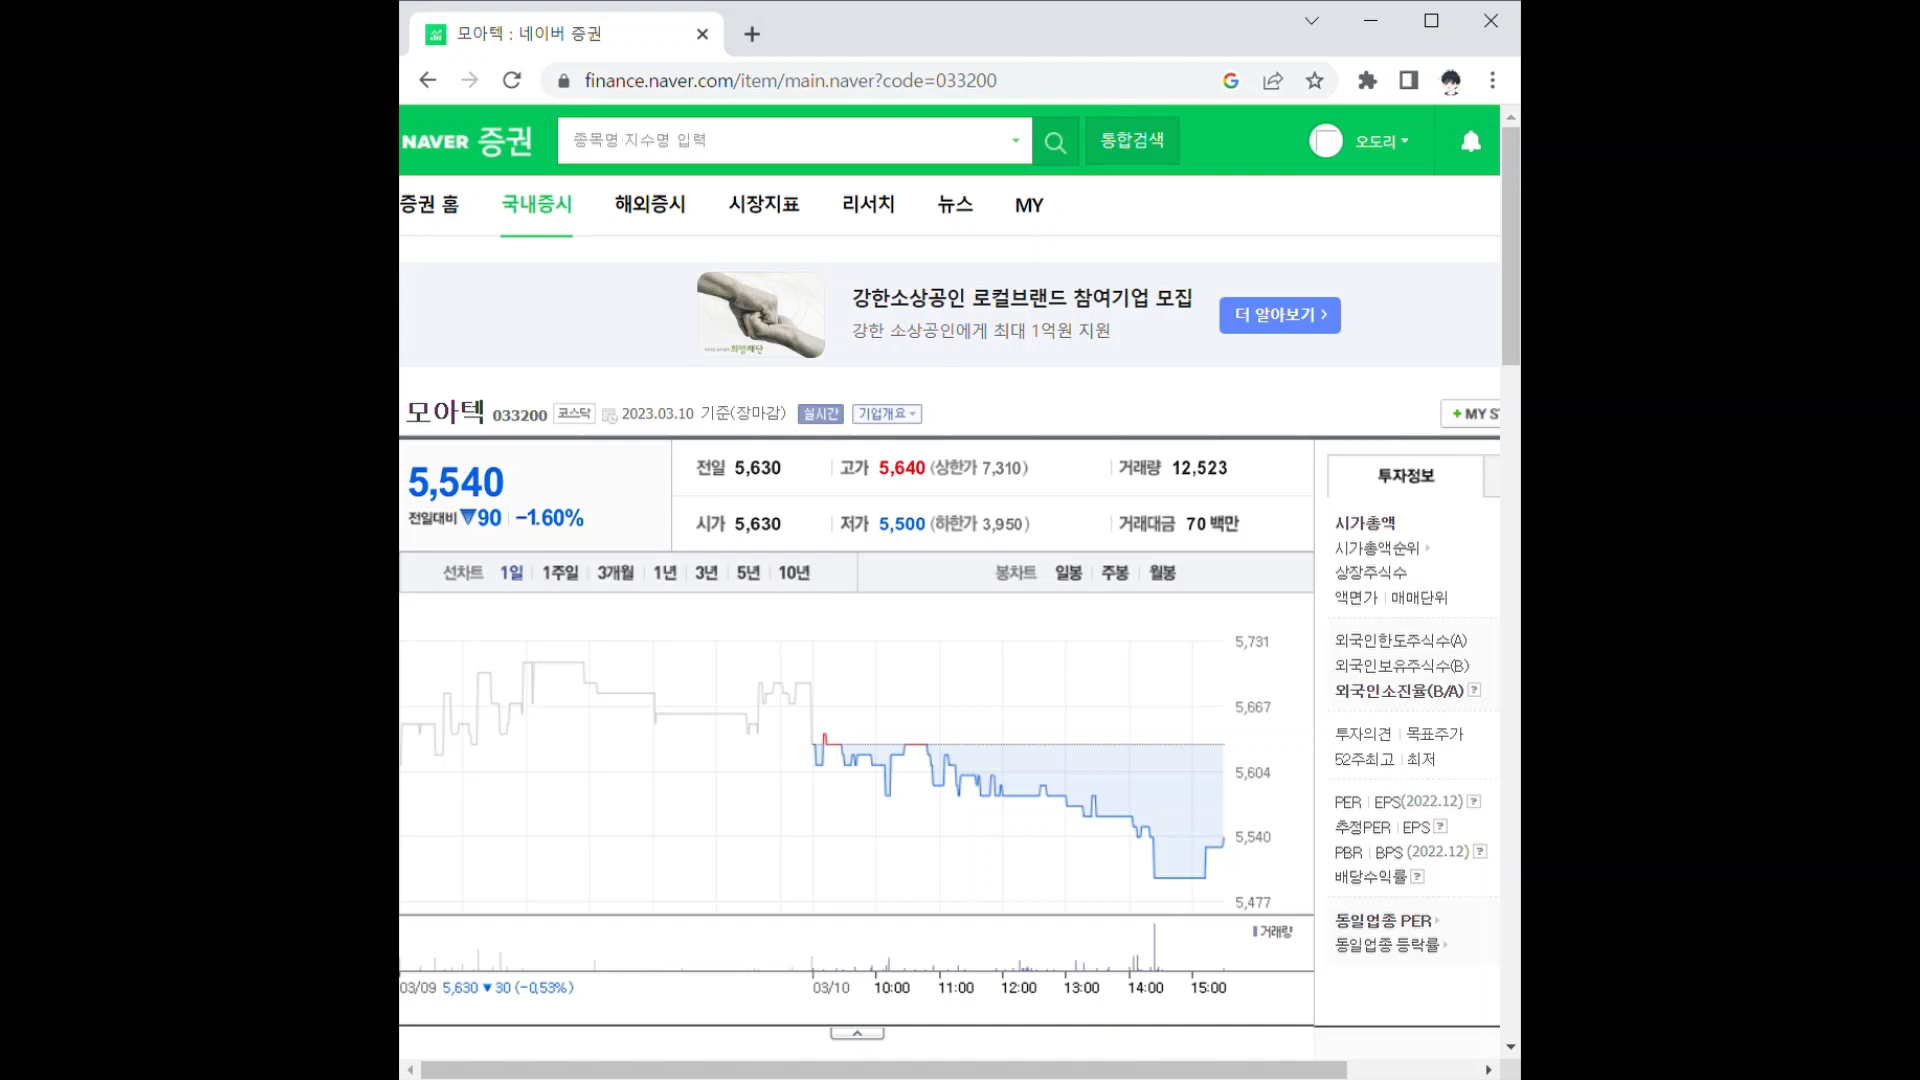 모아텍 : 네이버 증권
finance.naver.com/item/main.naver?code=033200
NAVER 증권
종목명·지수명 입력
통합검색
오도리
증권 홈 국내증시 해외증시 시장지표 리서치 뉴스 MY
강한소상공인 로컬브랜드 참여기업 모집
강한 소상공인에게 최대 1억원 지원
더 알아보기 >
희망재단
모아텍 033200 코스닥 2023.03.10 기준(장마감) 실시간 기업개요
+ MY S
5,540
전일대비 ▼90 −1.60%
전일 5,630 고가 5,640 (상한가 7,310) 거래량 12,523
시가 5,630 저가 5,500 (하한가 3,950) 거래대금 70 백만
선차트 1일 1주일 3개월 1년 3년 5년 10년 봉차트 일봉 주봉 월봉
5,731
5,667
5,604
5,540
5,477
거래량
03/09 5,630 ▼ 30 (−0.53%) 03/10 10:00 11:00 12:00 13:00 14:00 15:00
투자정보
시가총액
시가총액순위
상장주식수
액면가 매매단위
외국인한도주식수(A)
외국인보유주식수(B)
외국인소진율(B/A) ?
투자의견 목표주가
52주최고 최저
PER EPS(2022.12) ?
추정PER EPS ?
PBR BPS (2022.12) ?
배당수익률 ?
동일업종 PER
동일업종 등락률